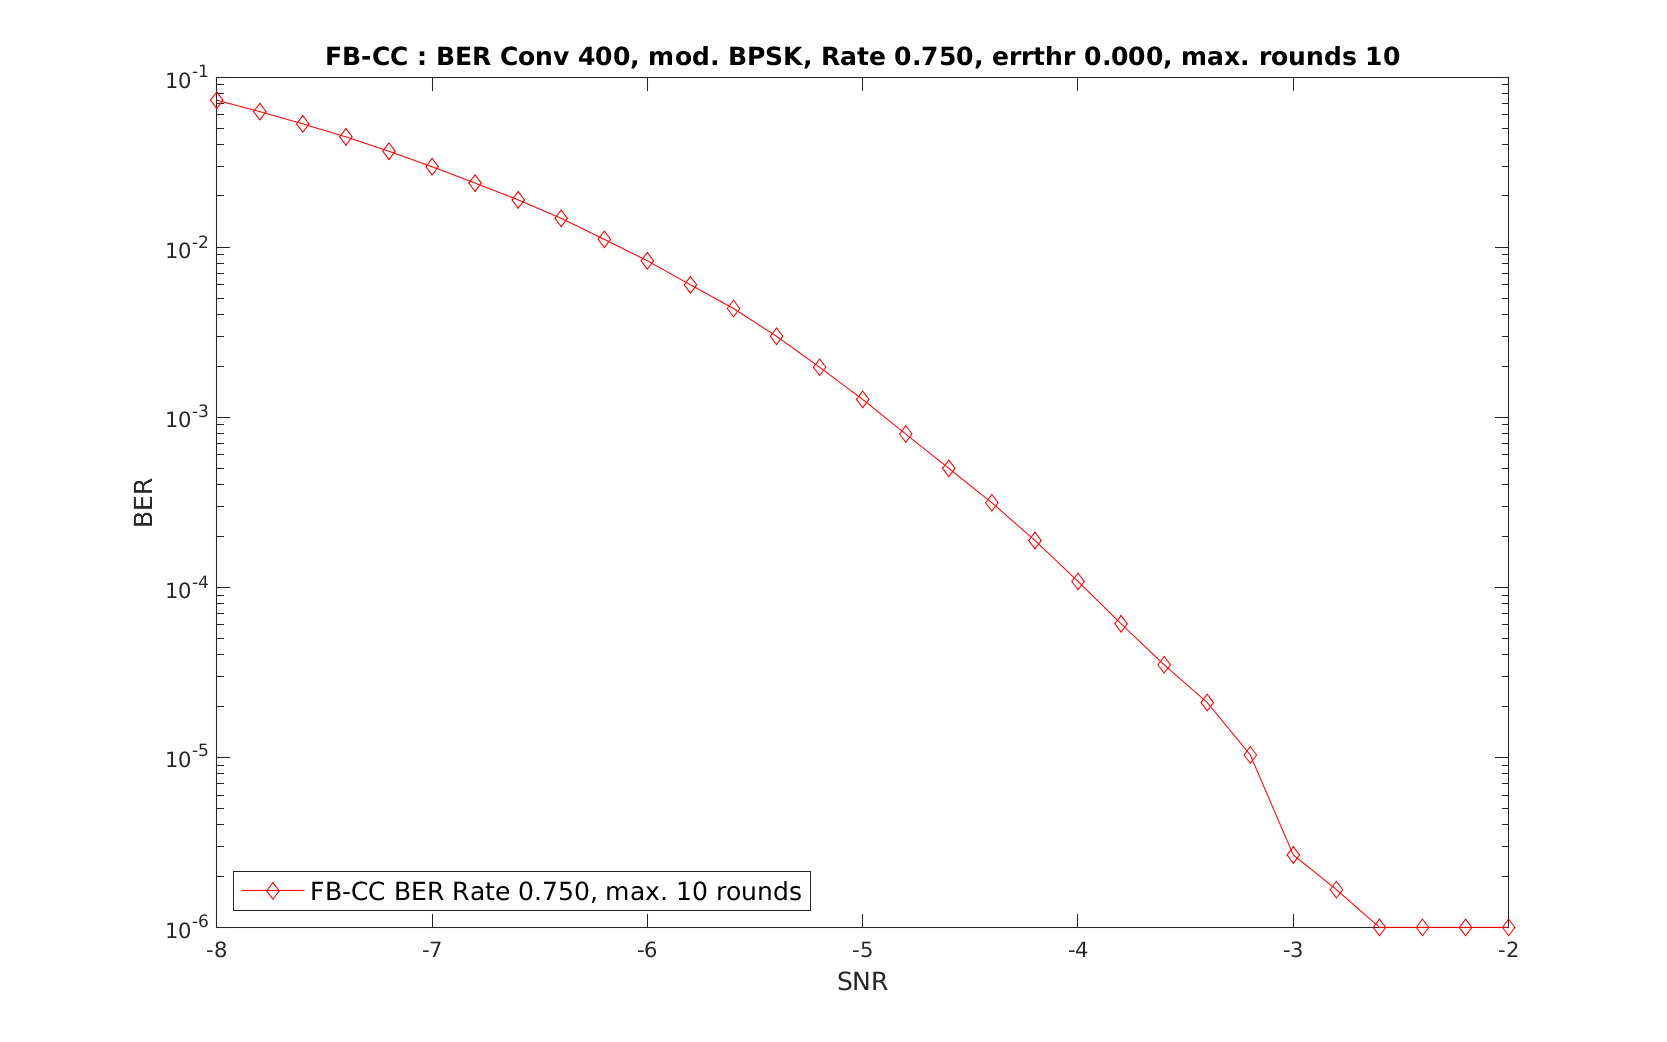 FB-CC : BER Conv 400, mod. BPSK, Rate 0.750, errthr 0.000, max. rounds 10
10^-1
10^-2
10^-3
10^-4
10^-5
10^-6
BER
FB-CC BER Rate 0.750, max. 10 rounds
-8 -7 -6 -5 -4 -3 -2
SNR